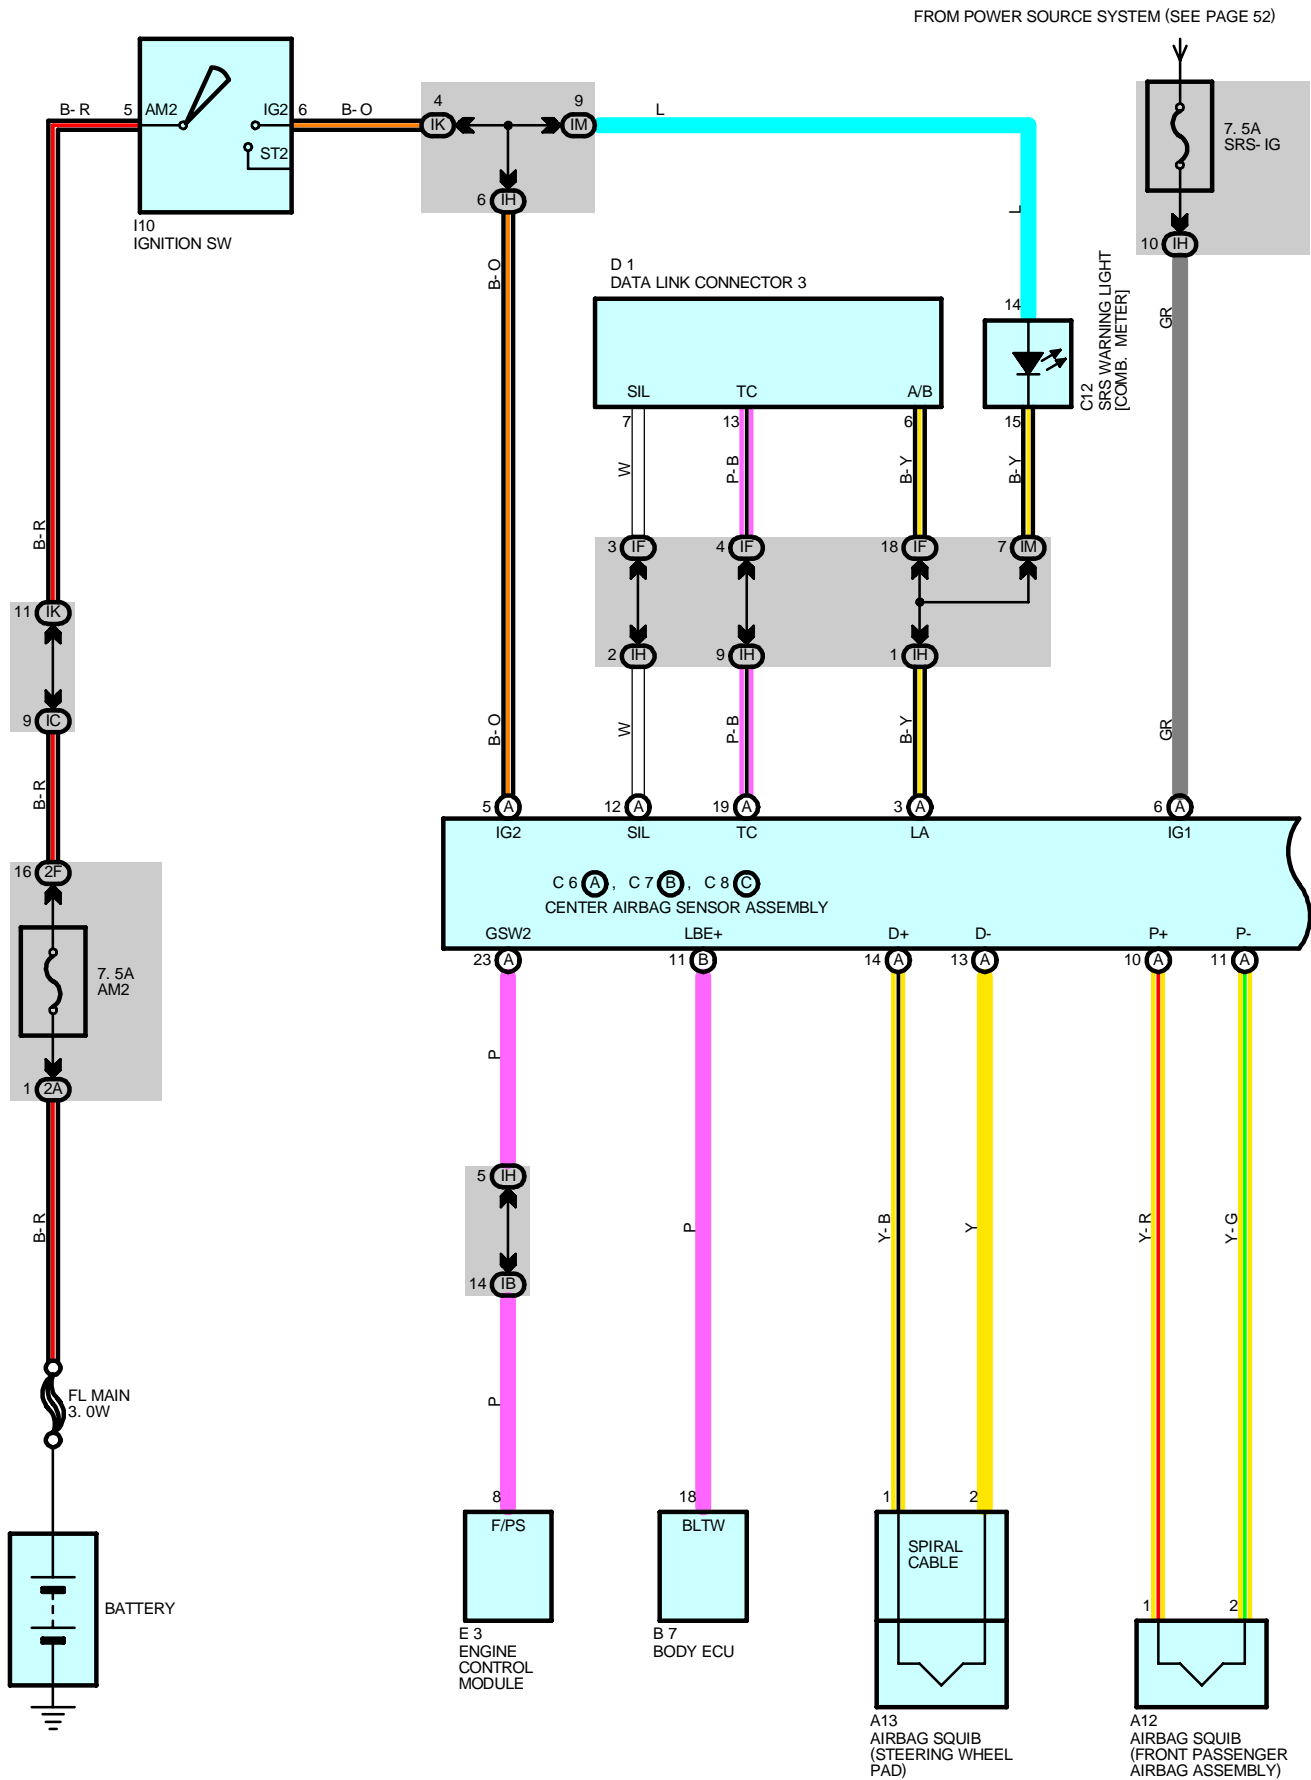 FROM POWER SOURCE SYSTEM (SEE PAGE 52)
B-R 5 AM2 IG2 6 B-O 4 9 L
IK IM
ST2
7.5A
SRS-IG
6 IH
I10
IGNITION SW
L
10 IH
B-O
D 1
DATA LINK CONNECTOR 3
14
C12
SRS WARNING LIGHT
[COMB. METER]
GR
SIL TC A/B
7 13 6 15
W P-B B-Y B-Y
B-R
3 IF 4 IF 18 IF 7 IM
11 IK
2 IH 9 IH 1 IH
9 IC
B-O W P-B B-Y GR
B-R
5 A 12 A 19 A 3 A 6 A
IG2 SIL TC LA IG1
16 2F
C 6 A , C 7 B , C 8 C
CENTER AIRBAG SENSOR ASSEMBLY
GSW2 LBE+ D+ D- P+ P-
23 A 11 B 14 A 13 A 10 A 11 A
7.5A
AM2
P
1 2A
5 IH
B-R P Y-B Y Y-R Y-G
14 IB
FL MAIN
3.0W
P
8 18 1 2
F/PS BLTW
SPIRAL
CABLE
BATTERY
1 2
E 3
ENGINE
CONTROL
MODULE
B 7
BODY ECU
A13
AIRBAG SQUIB
(STEERING WHEEL
PAD)
A12
AIRBAG SQUIB
(FRONT PASSENGER
AIRBAG ASSEMBLY)